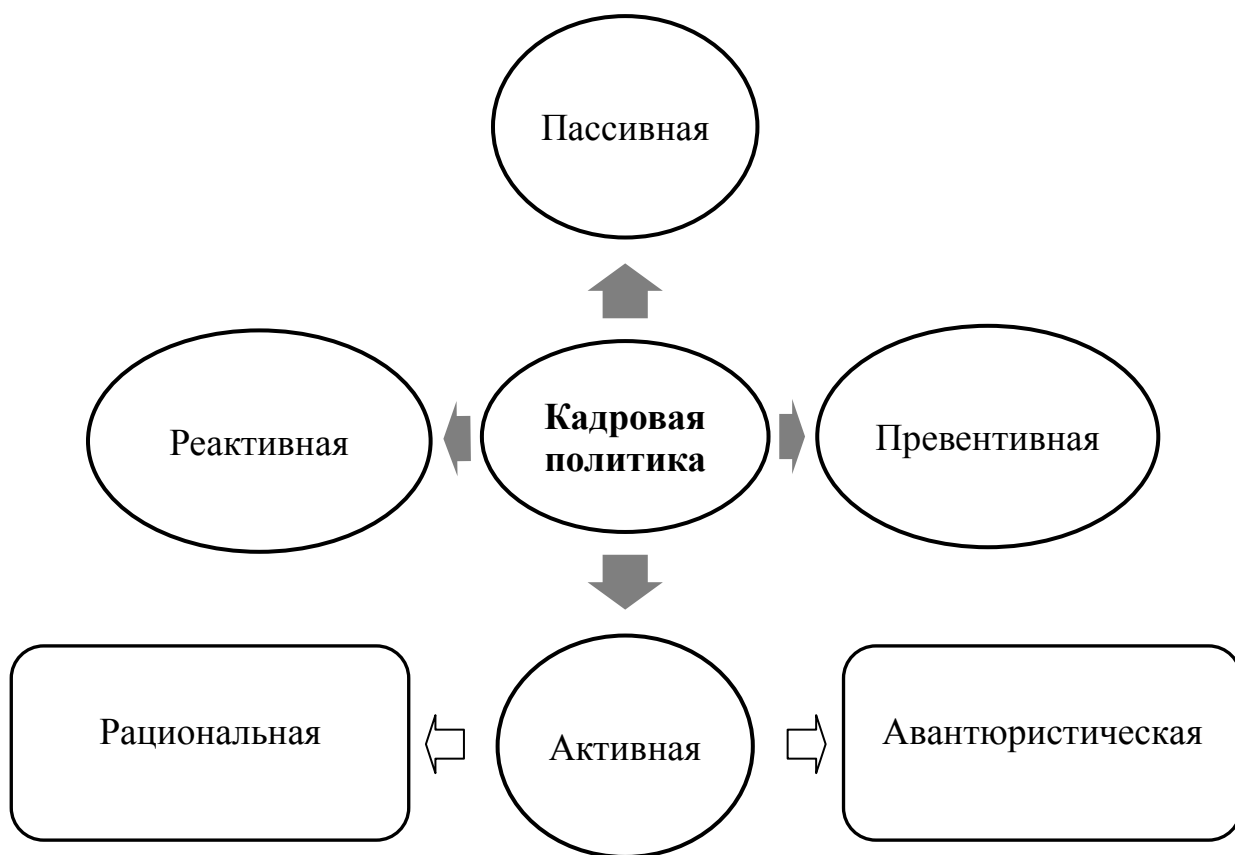 Пассивная
Реактивная
Кадровая
политика
Превентивная
Рациональная
Активная
Авантюристическая